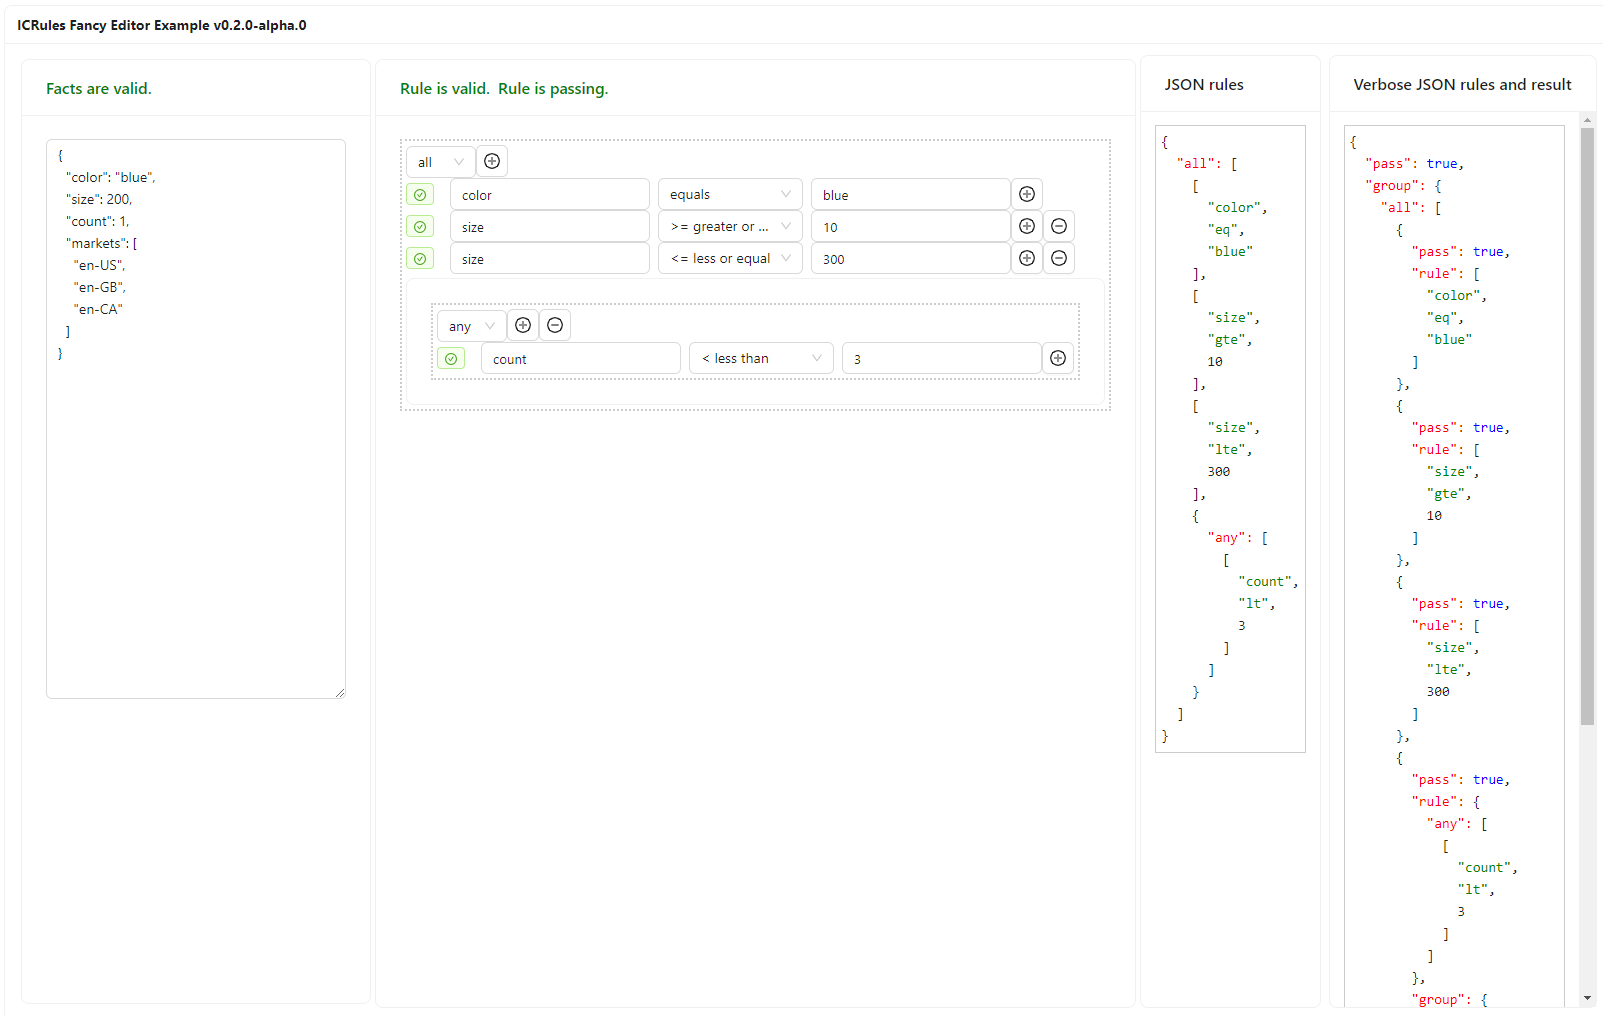 ICRules Fancy Editor Example v0.2.0-alpha.0
Facts are valid.
{
"color": "blue",
"size": 200,
"count": 1,
"markets": [
"en-US",
"en-GB",
"en-CA"
]
}
Rule is valid. Rule is passing.
all
color equals blue
size >= greater or ... 10
size <= less or equal 300
any
count < less than 3
JSON rules
{
"all": [
[
"color",
"eq",
"blue"
],
[
"size",
"gte",
10
],
[
"size",
"lte",
300
],
{
"any": [
[
"count",
"lt",
3
]
]
}
]
}
Verbose JSON rules and result
{
"pass": true,
"group": {
"all": [
{
"pass": true,
"rule": [
"color",
"eq",
"blue"
]
},
{
"pass": true,
"rule": [
"size",
"gte",
10
]
},
{
"pass": true,
"rule": [
"size",
"lte",
300
]
},
{
"pass": true,
"rule": {
"any": [
[
"count",
"lt",
3
]
]
},
"group": {